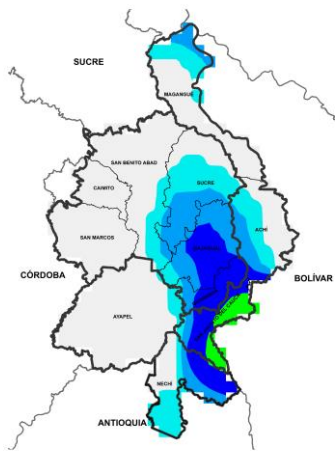 SUCRE
MAGANGUÉ
SAN BENITO ABAD
CAIMITO
SUCRE
SAN MARCOS
ACHÍ
CÓRDOBA
BOLÍVAR
AYAPEL
NECHÍ
ANTIOQUIA